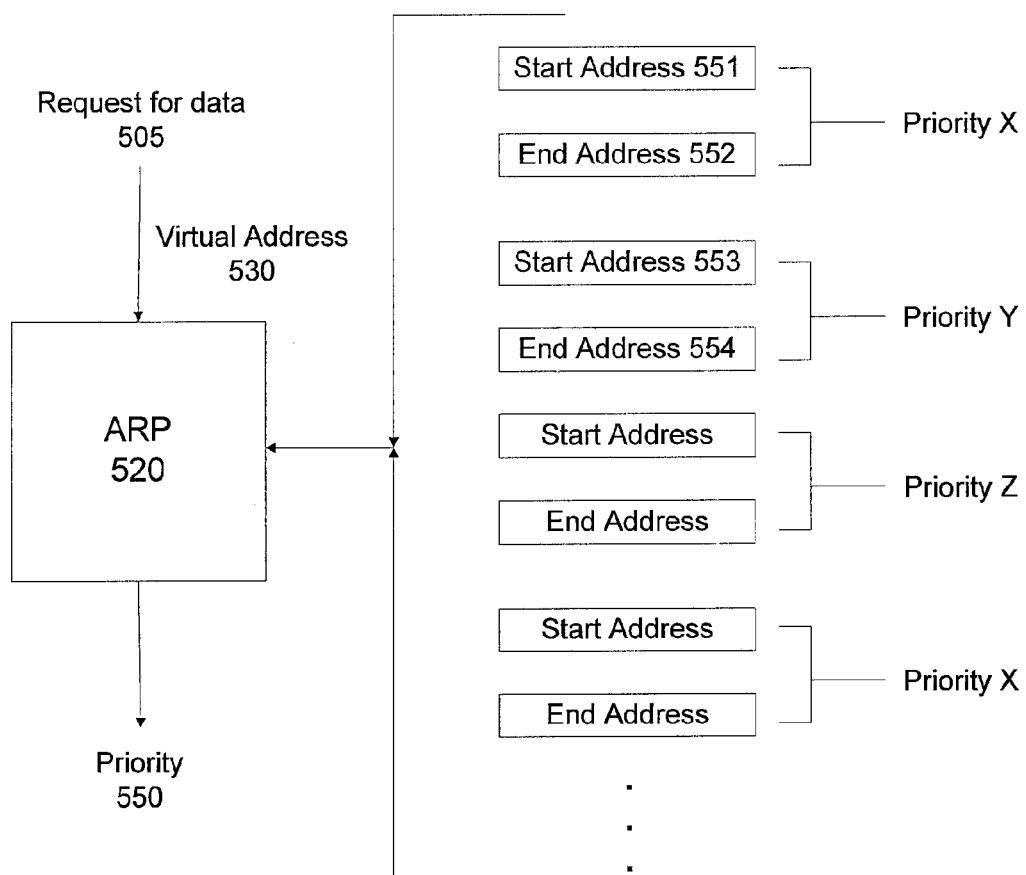 Request for data
505
Virtual Address
530
ARP
520
Priority
550
Start Address 551
End Address 552
Priority X
Start Address 553
End Address 554
Priority Y
Start Address
End Address
Priority Z
Start Address
End Address
Priority X